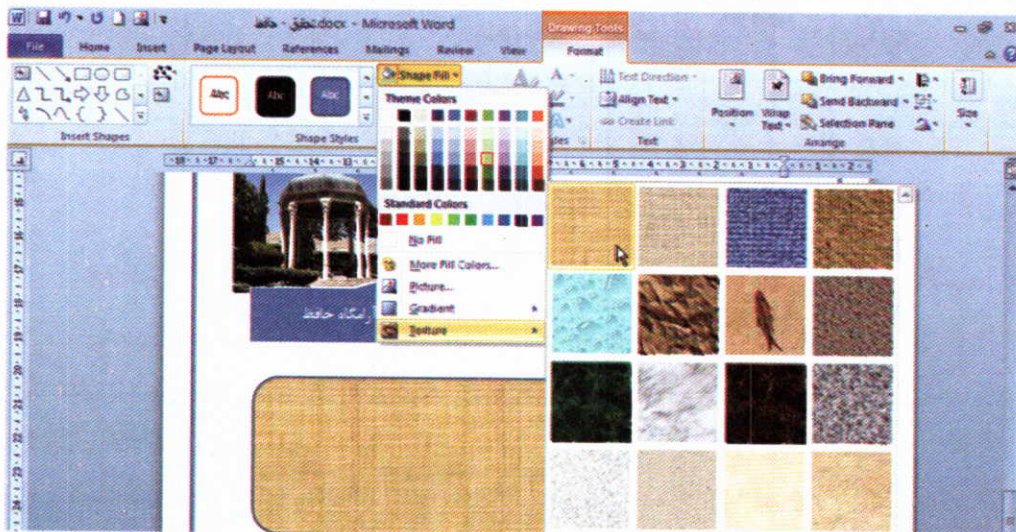 تحقیق - حافظ.docx - Microsoft Word
Drawing Tools
File Home Insert Page Layout References Mailings Review View Format
Abc Abc Abc
Shape Fill
Text Direction
Align Text
Create Link
Position
Wrap Text
Bring Forward
Send Backward
Selection Pane
Size
Insert Shapes
Shape Styles
Text
Arrange
Theme Colors
Standard Colors
No Fill
More Fill Colors...
Picture...
Gradient
Texture
رامگاه حافظ